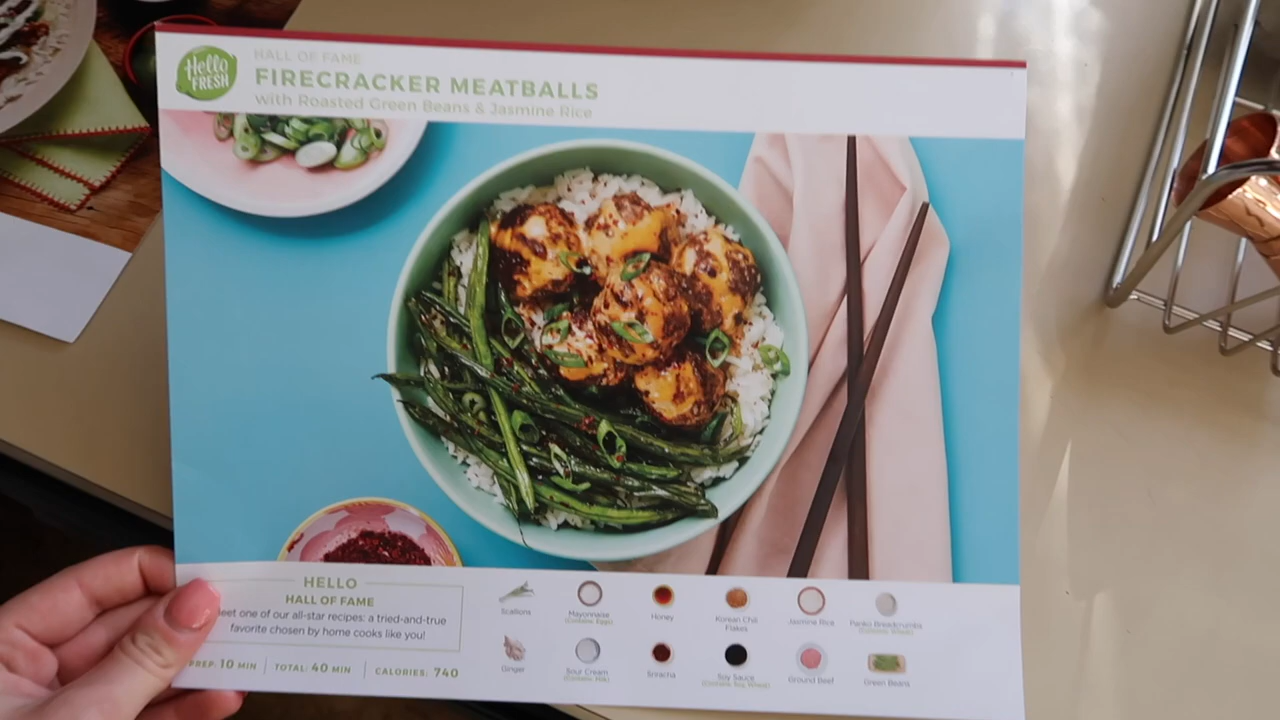 Hello
FRESH
HALL OF FAME
FIRECRACKER MEATBALLS
with Roasted Green Beans & Jasmine Rice
HELLO
HALL OF FAME
eet one of our all-star recipes: a tried-and-true
favorite chosen by home cooks like you!
PREP: 10 MIN
TOTAL: 40 MIN
CALORIES: 740
Scallions
Mayonnaise
(Contains: Eggs)
Honey
Korean Chili
Flakes
Jasmine Rice
Panko Breadcrumbs
(Contains: Wheat)
Ginger
Sour Cream
(Contains: Milk)
Sriracha
Soy Sauce
(Contains: Soy, Wheat)
Ground Beef
Green Beans